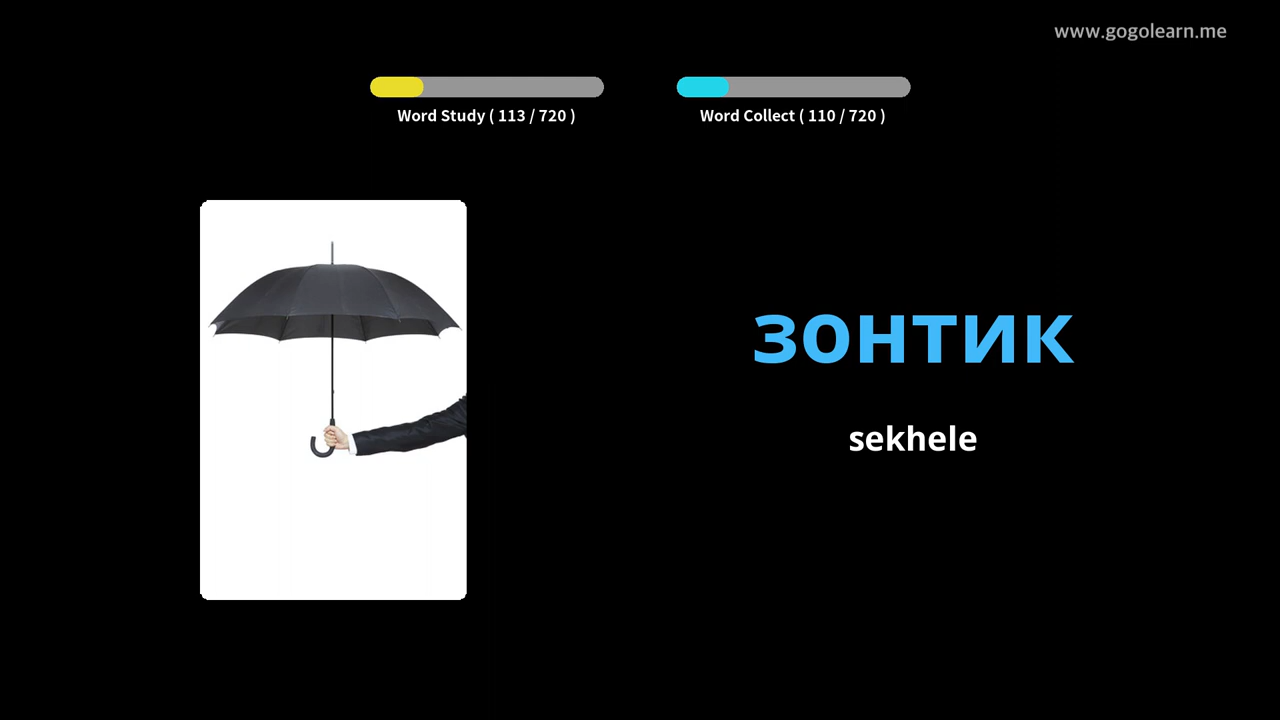 www.gogolearn.me
Word Study ( 113 / 720 )
Word Collect ( 110 / 720 )
зонтик
sekhele